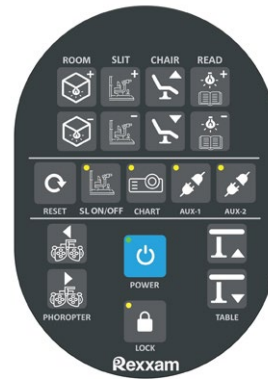 ROOM SLIT CHAIR READ
RESET SL ON/OFF CHART AUX-1 AUX-2
PHOROPTER POWER TABLE
LOCK
Rexxam